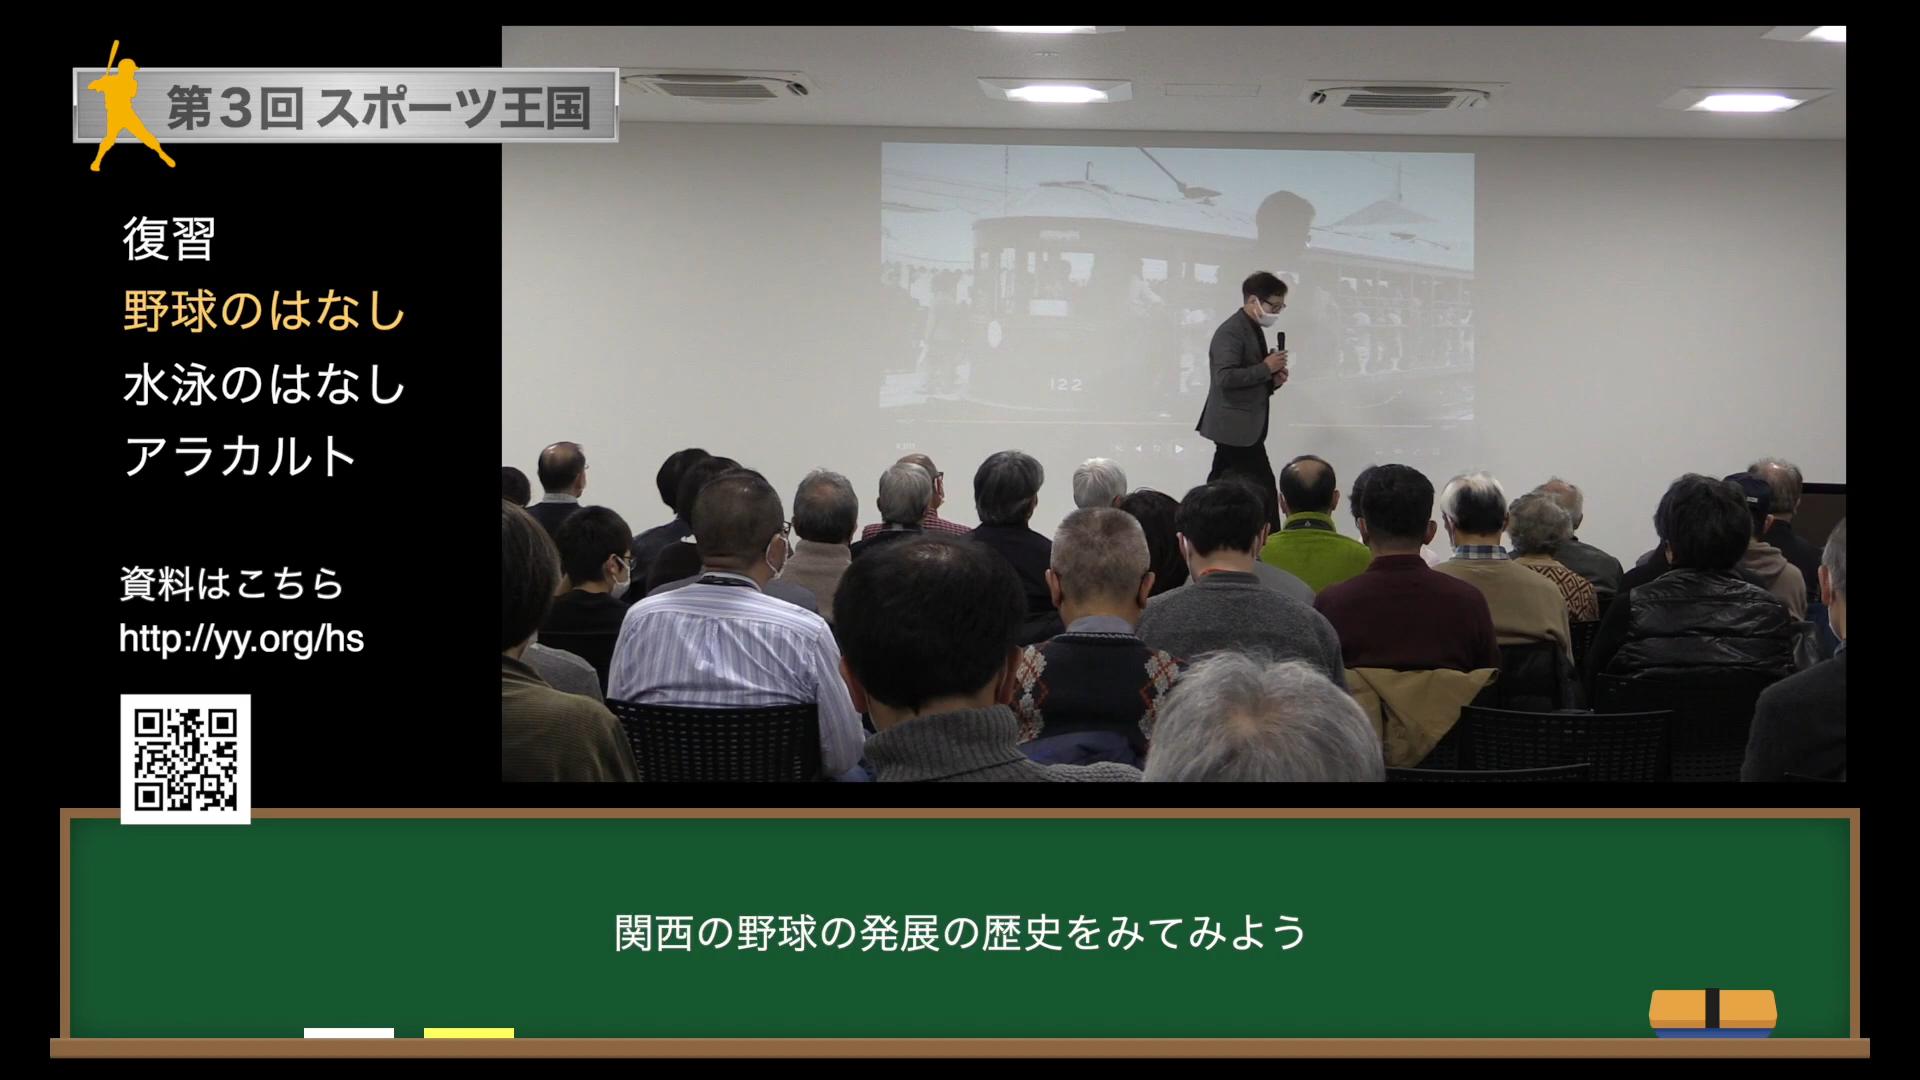 第３回 スポーツ王国
復習
野球のはなし
水泳のはなし
アラカルト
資料はこちら
http://yy.org/hs
122
関西の野球の発展の歴史をみてみよう